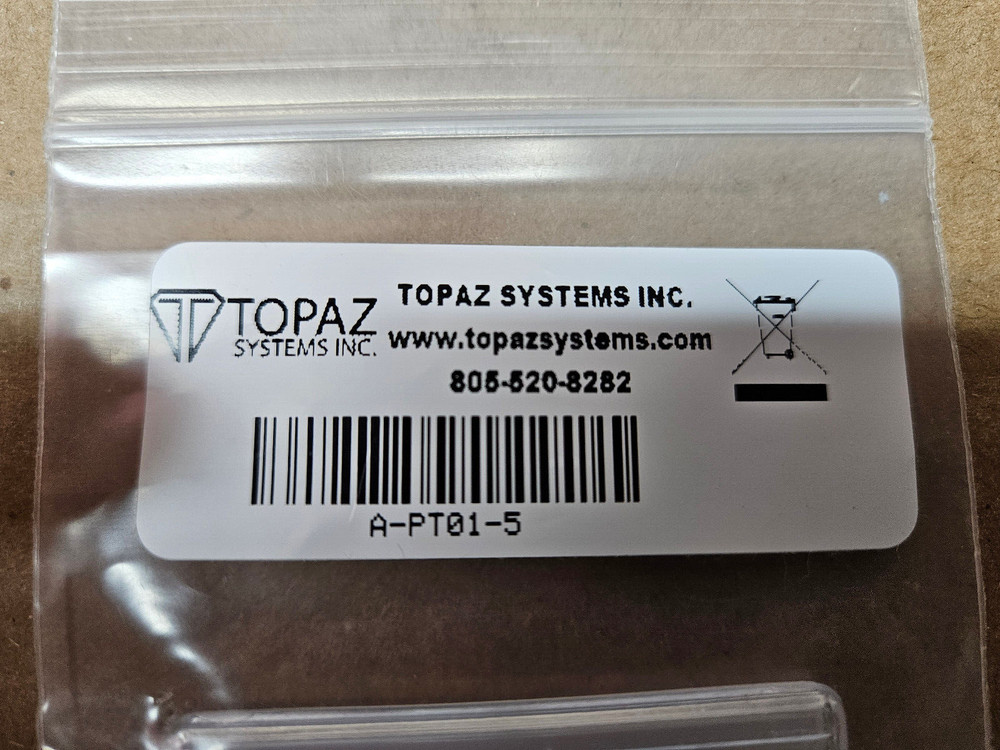 TOPAZ
SYSTEMS INC.
TOPAZ SYSTEMS INC.
www.topazsystems.com
805-520-8282
A-PT01-5